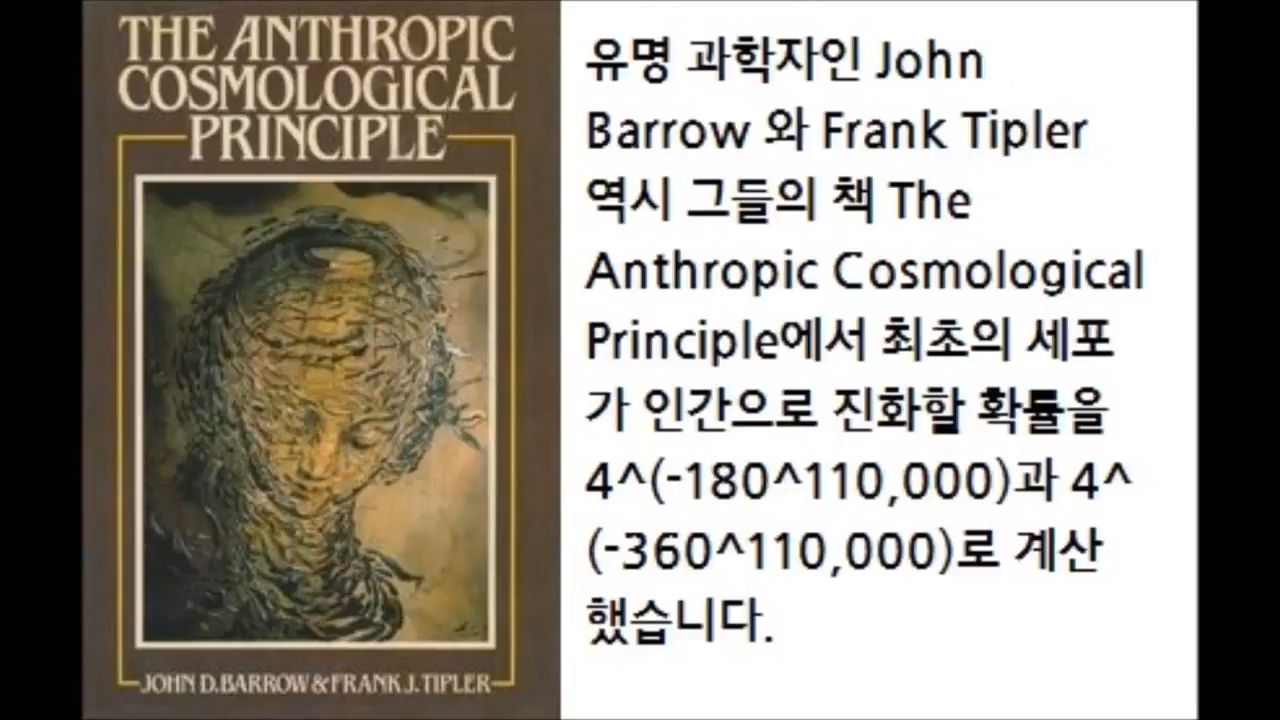 THE ANTHROPIC
COSMOLOGICAL
PRINCIPLE
JOHN D. BARROW & FRANK J. TIPLER
유명 과학자인 John
Barrow 와 Frank Tipler
역시 그들의 책 The
Anthropic Cosmological
Principle에서 최초의 세포
가 인간으로 진화할 확률을
4^(-180^110,000)과 4^
(-360^110,000)로 계산
했습니다.